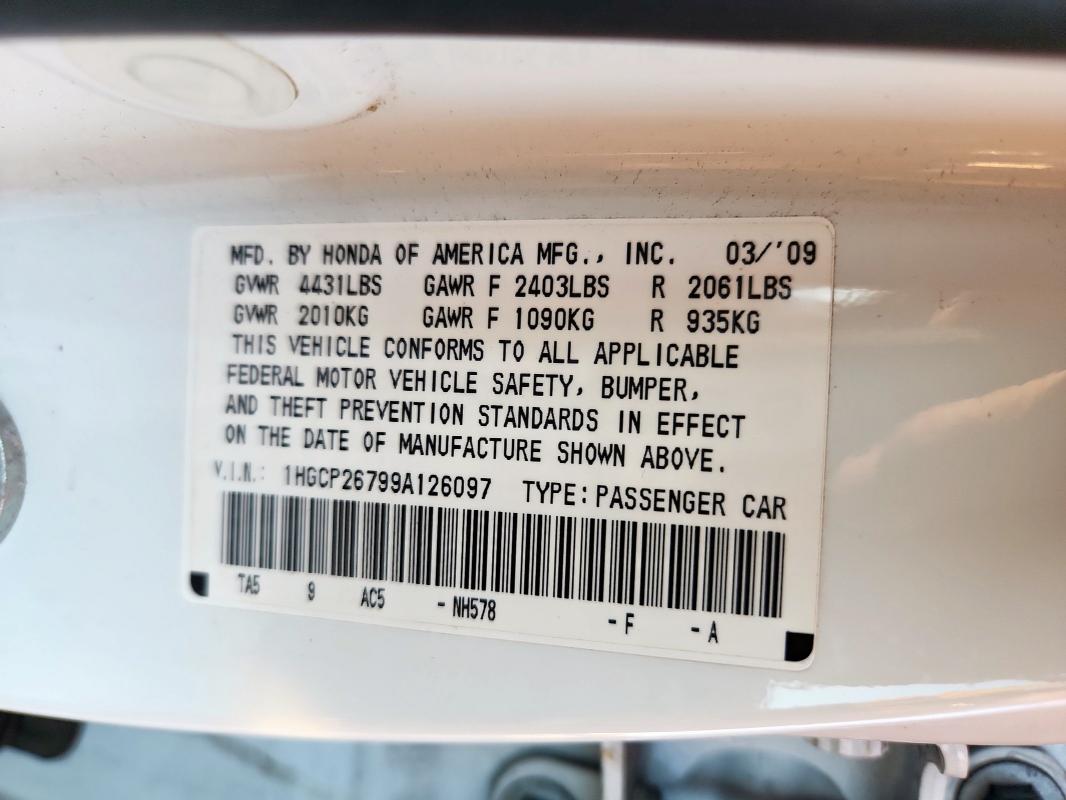 MFD. BY HONDA OF AMERICA MFG., INC. 03/'09
GVWR 4431LBS GAWR F 2403LBS R 2061LBS
GVWR 2010KG GAWR F 1090KG R 935KG
THIS VEHICLE CONFORMS TO ALL APPLICABLE
FEDERAL MOTOR VEHICLE SAFETY, BUMPER,
AND THEFT PREVENTION STANDARDS IN EFFECT
ON THE DATE OF MANUFACTURE SHOWN ABOVE.
V.I.N.: 1HGCP26799A126097 TYPE: PASSENGER CAR
TA5 9 AC5 - NH578 - F - A